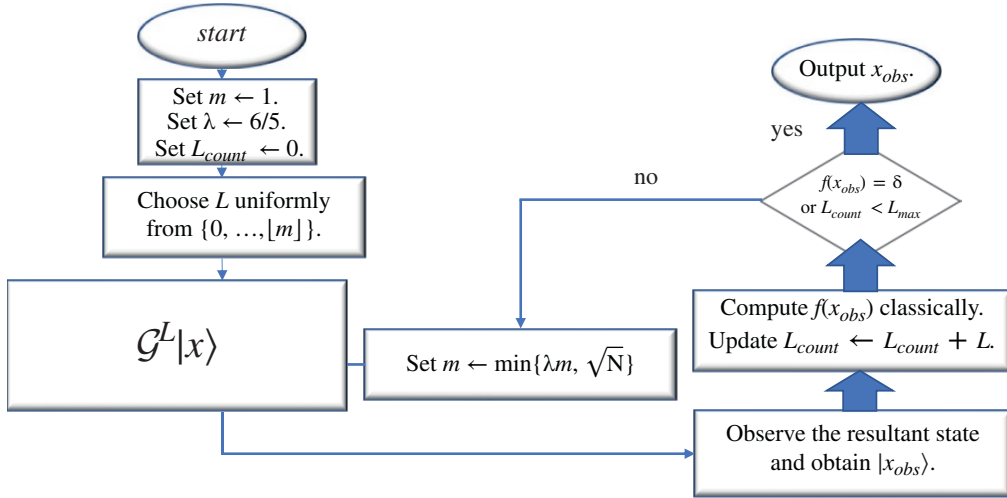 start
Set m ← 1.
Set λ ← 6/5.
Set L_count ← 0.
Choose L uniformly
from {0, …,⌊m⌋}.
𝒢^L|x⟩
Set m ← min{λm, √N}
no
yes
Output x_obs.
f(x_obs) = δ
or L_count < L_max
Compute f(x_obs) classically.
Update L_count ← L_count + L.
Observe the resultant state
and obtain |x_obs⟩.